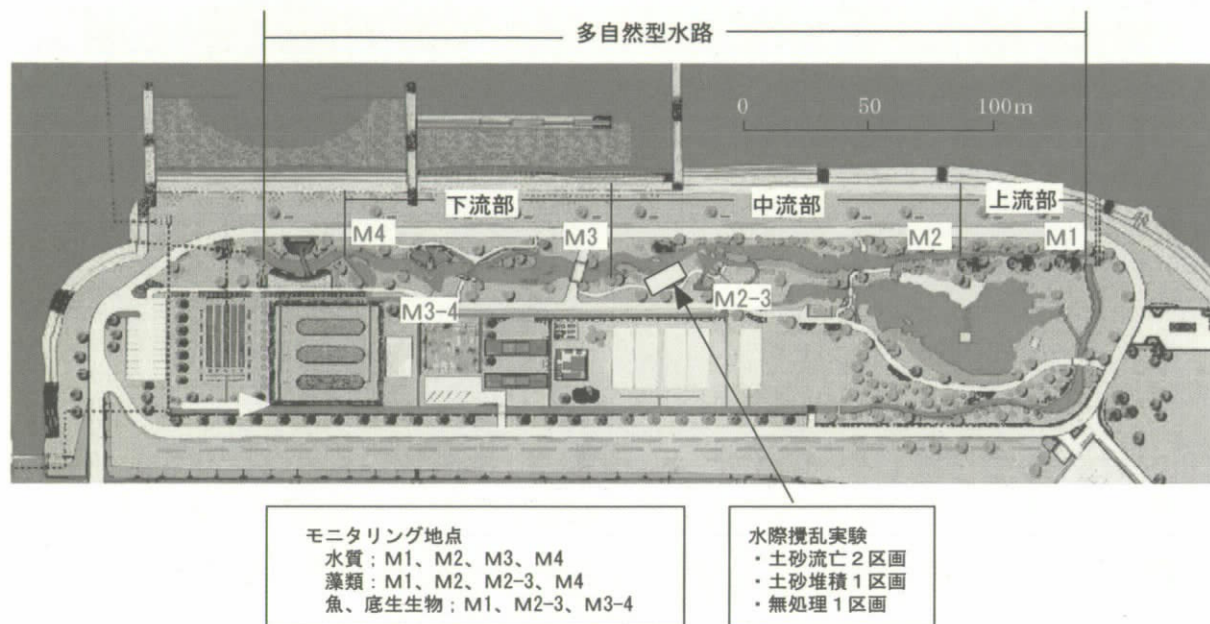 多自然型水路
0 50 100m
下流部 中流部 上流部
M4 M3 M2 M1
M3-4 M2-3
モニタリング地点
水質；M1、M2、M3、M4
藻類；M1、M2、M2-3、M4
魚、底生生物；M1、M2-3、M3-4
水際攪乱実験
・土砂流亡２区画
・土砂堆積１区画
・無処理１区画